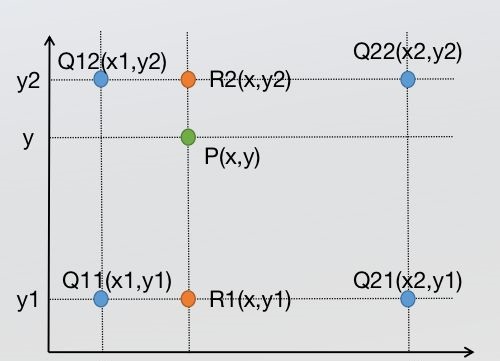 Q12(x1,y2)
Q22(x2,y2)
y2
R2(x,y2)
y
P(x,y)
Q11(x1,y1)
Q21(x2,y1)
y1
R1(x,y1)